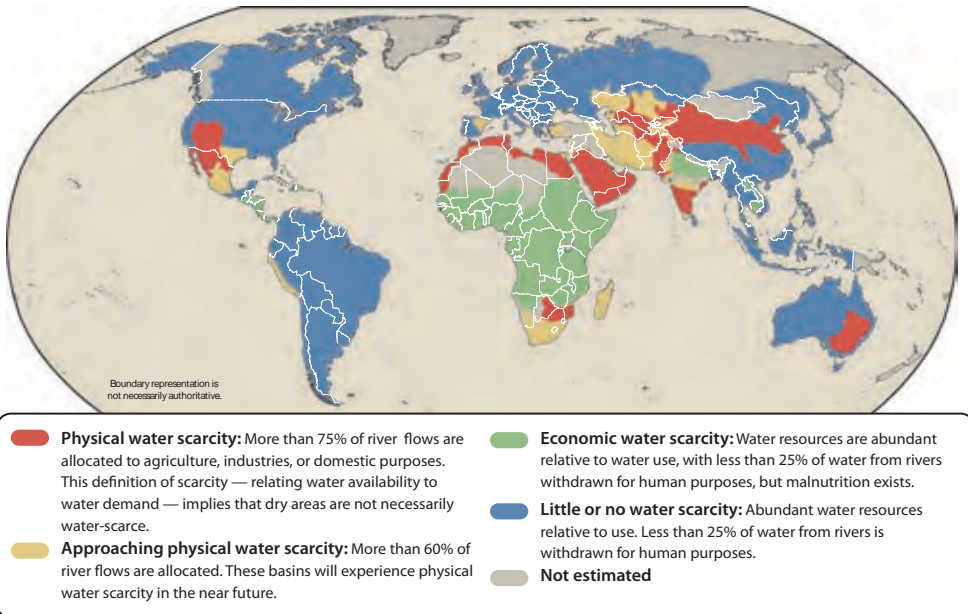 Boundary representation is
not necessarily authoritative.
Physical water scarcity: More than 75% of river flows are
allocated to agriculture, industries, or domestic purposes.
This definition of scarcity — relating water availability to
water demand — implies that dry areas are not necessarily
water-scarce.
Approaching physical water scarcity: More than 60% of
river flows are allocated. These basins will experience physical
water scarcity in the near future.
Economic water scarcity: Water resources are abundant
relative to water use, with less than 25% of water from rivers
withdrawn for human purposes, but malnutrition exists.
Little or no water scarcity: Abundant water resources
relative to use. Less than 25% of water from rivers is
withdrawn for human purposes.
Not estimated